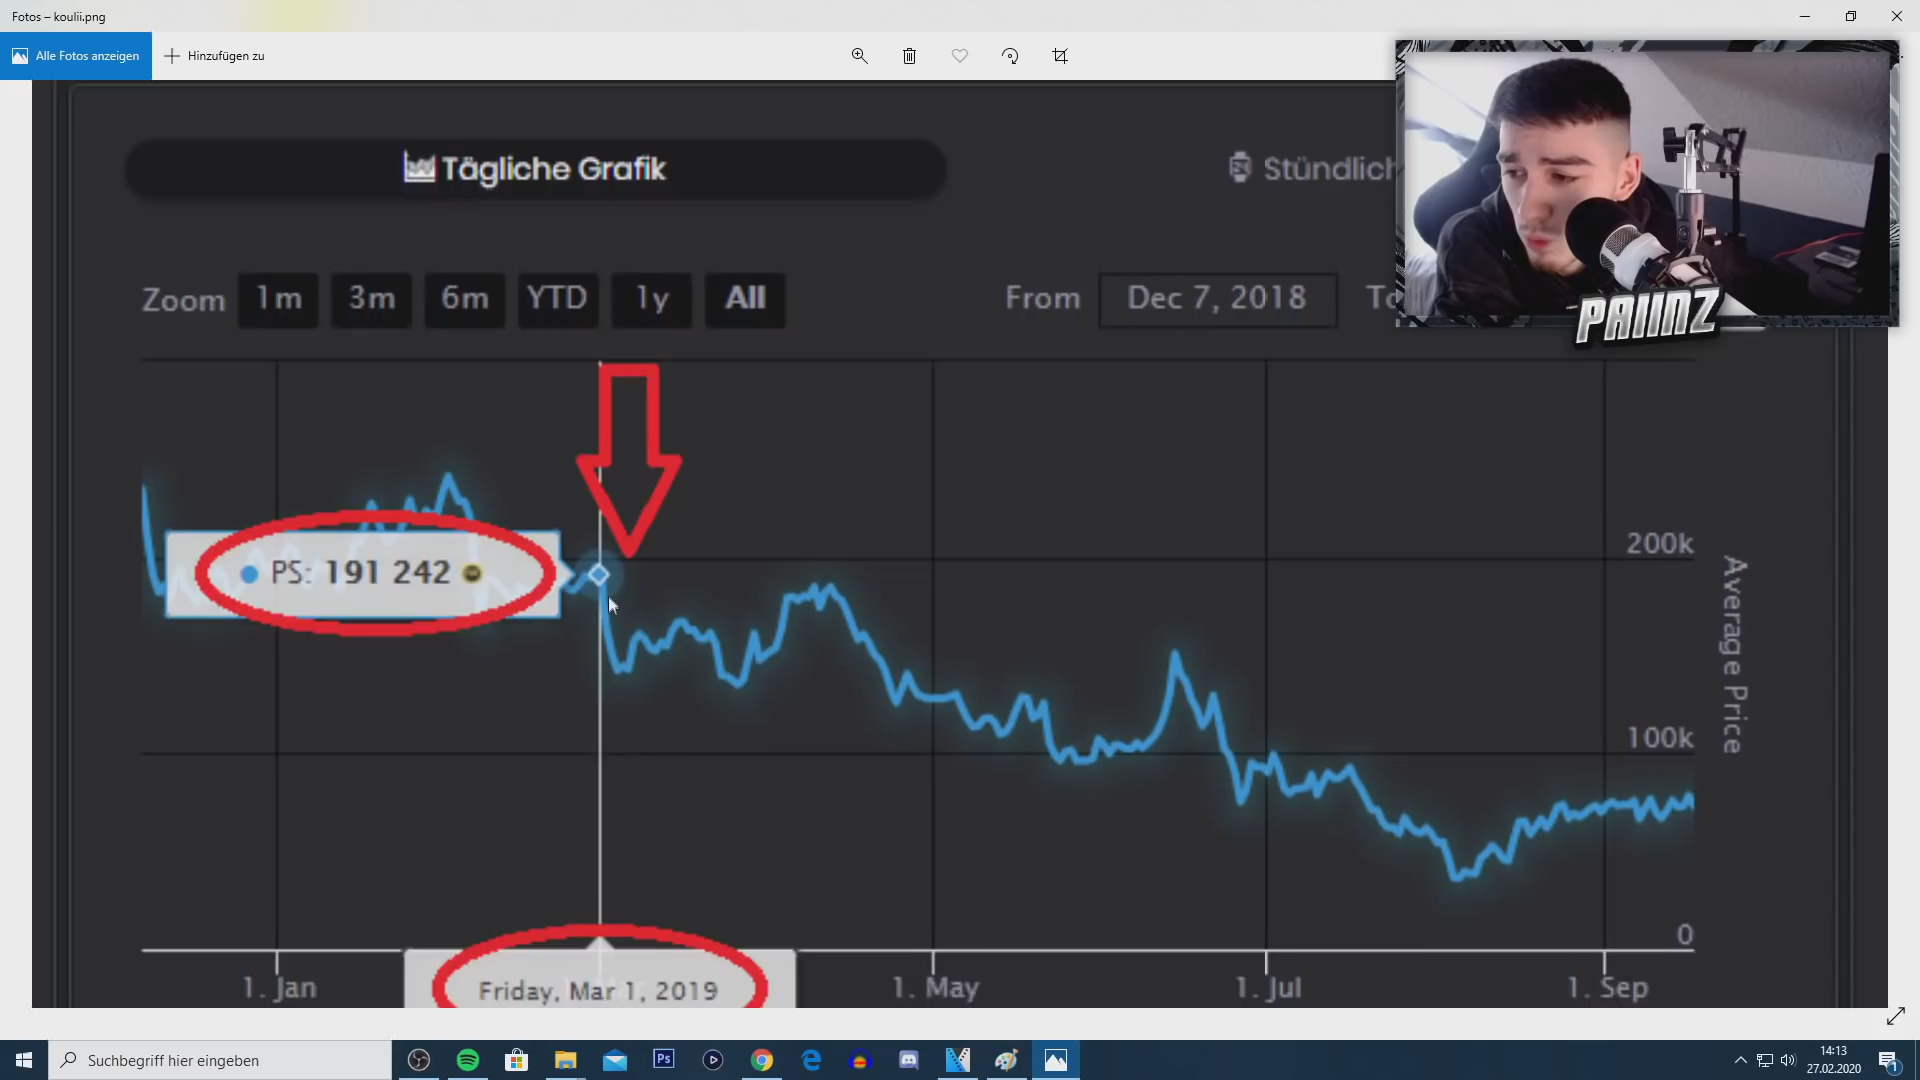 Fotos – koulii.png
Alle Fotos anzeigen
Hinzufügen zu
Tägliche Grafik
Stündlich
Zoom 1m 3m 6m YTD 1y All
From Dec 7, 2018
PAIINZ
PS: 191 242
200k
100k
0
Average Price
1. Jan
Friday, Mar 1, 2019
1. May
1. Jul
1. Sep
Suchbegriff hier eingeben
Ps
14:13
27.02.2020
1